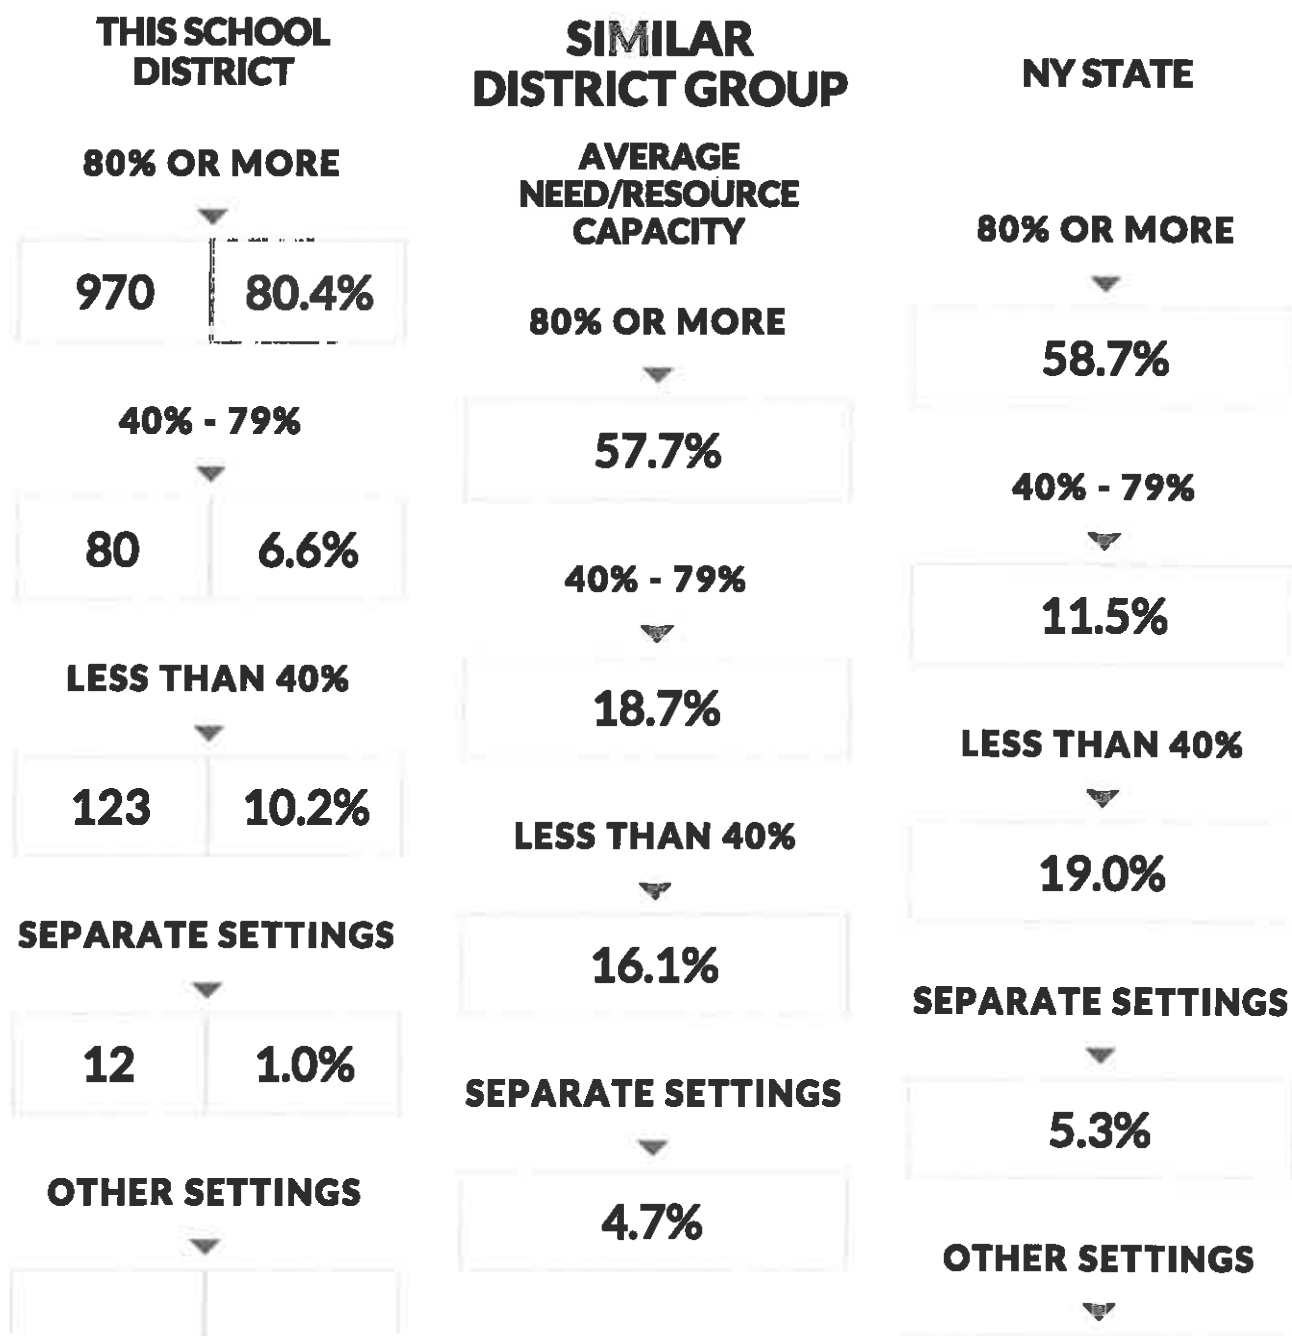 THIS SCHOOL
DISTRICT
80% OR MORE
970 80.4%
40% - 79%
80 6.6%
LESS THAN 40%
123 10.2%
SEPARATE SETTINGS
12 1.0%
OTHER SETTINGS
SIMILAR
DISTRICT GROUP
AVERAGE
NEED/RESOURCE
CAPACITY
80% OR MORE
57.7%
40% - 79%
18.7%
LESS THAN 40%
16.1%
SEPARATE SETTINGS
4.7%
NY STATE
80% OR MORE
58.7%
40% - 79%
11.5%
LESS THAN 40%
19.0%
SEPARATE SETTINGS
5.3%
OTHER SETTINGS